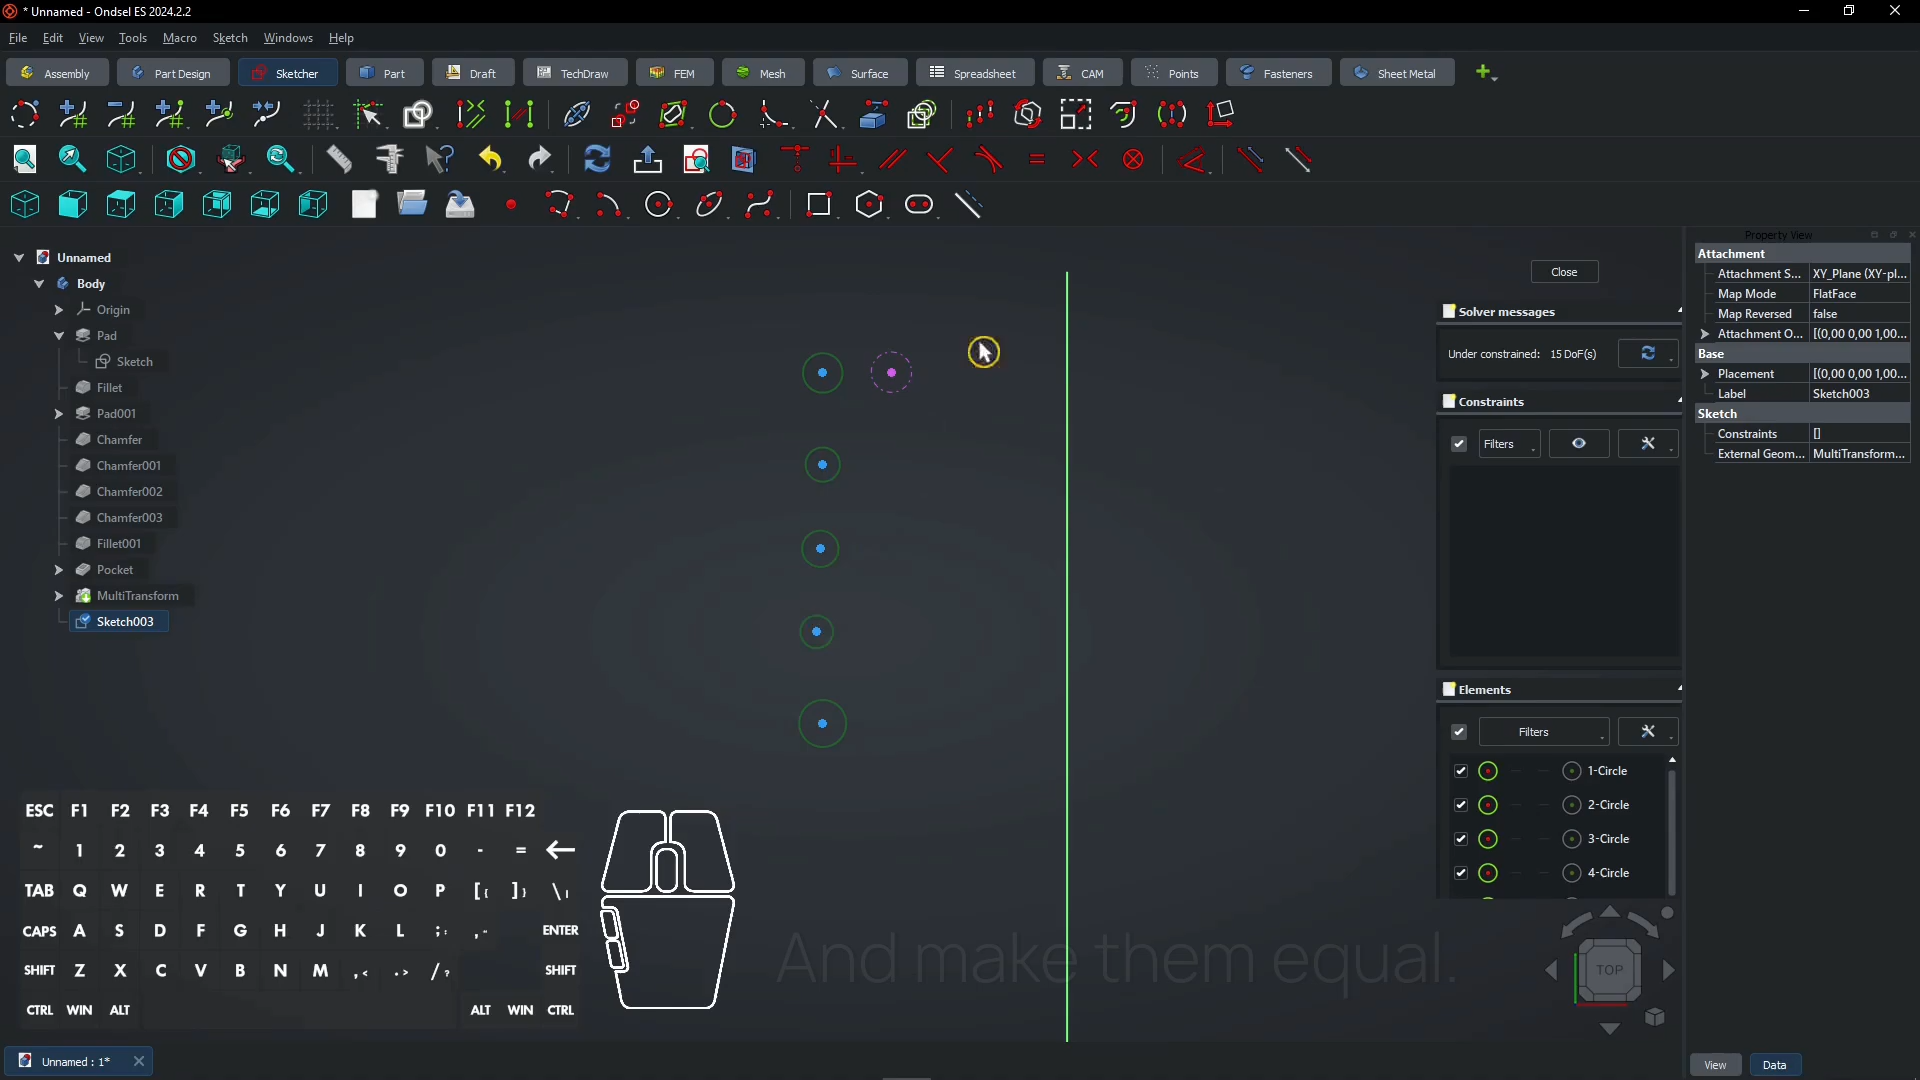 * Unnamed - Ondsel ES 2024.2.2
File Edit View Tools Macro Sketch Windows Help
Assembly Part Design Sketcher Part Draft TechDraw FEM Mesh Surface Spreadsheet CAM Points Fasteners Sheet Metal
Unnamed
Body
Origin
Pad
Sketch
Fillet
Pad001
Chamfer
Chamfer001
Chamfer002
Chamfer003
Fillet001
Pocket
MultiTransform
Sketch003
Close
Solver messages
Under constrained: 15 DoF(s)
Constraints
Filters
Elements
Filters
1-Circle
2-Circle
3-Circle
4-Circle
TOP
Property View
Attachment
Attachment S... XY_Plane (XY-pl...
Map Mode FlatFace
Map Reversed false
Attachment O... [(0,00 0,00 1,00...
Base
Placement [(0,00 0,00 1,00...
Label Sketch003
Sketch
Constraints []
External Geom... MultiTransform...
View Data
ESC F1 F2 F3 F4 F5 F6 F7 F8 F9 F10 F11 F12
~ 1 2 3 4 5 6 7 8 9 0 - = ←
TAB Q W E R T Y U I O P [{ ]} \|
CAPS A S D F G H J K L ;: ,“ ENTER
SHIFT Z X C V B N M ,< .> /? SHIFT
CTRL WIN ALT ALT WIN CTRL
And make them equal.
Unnamed : 1*